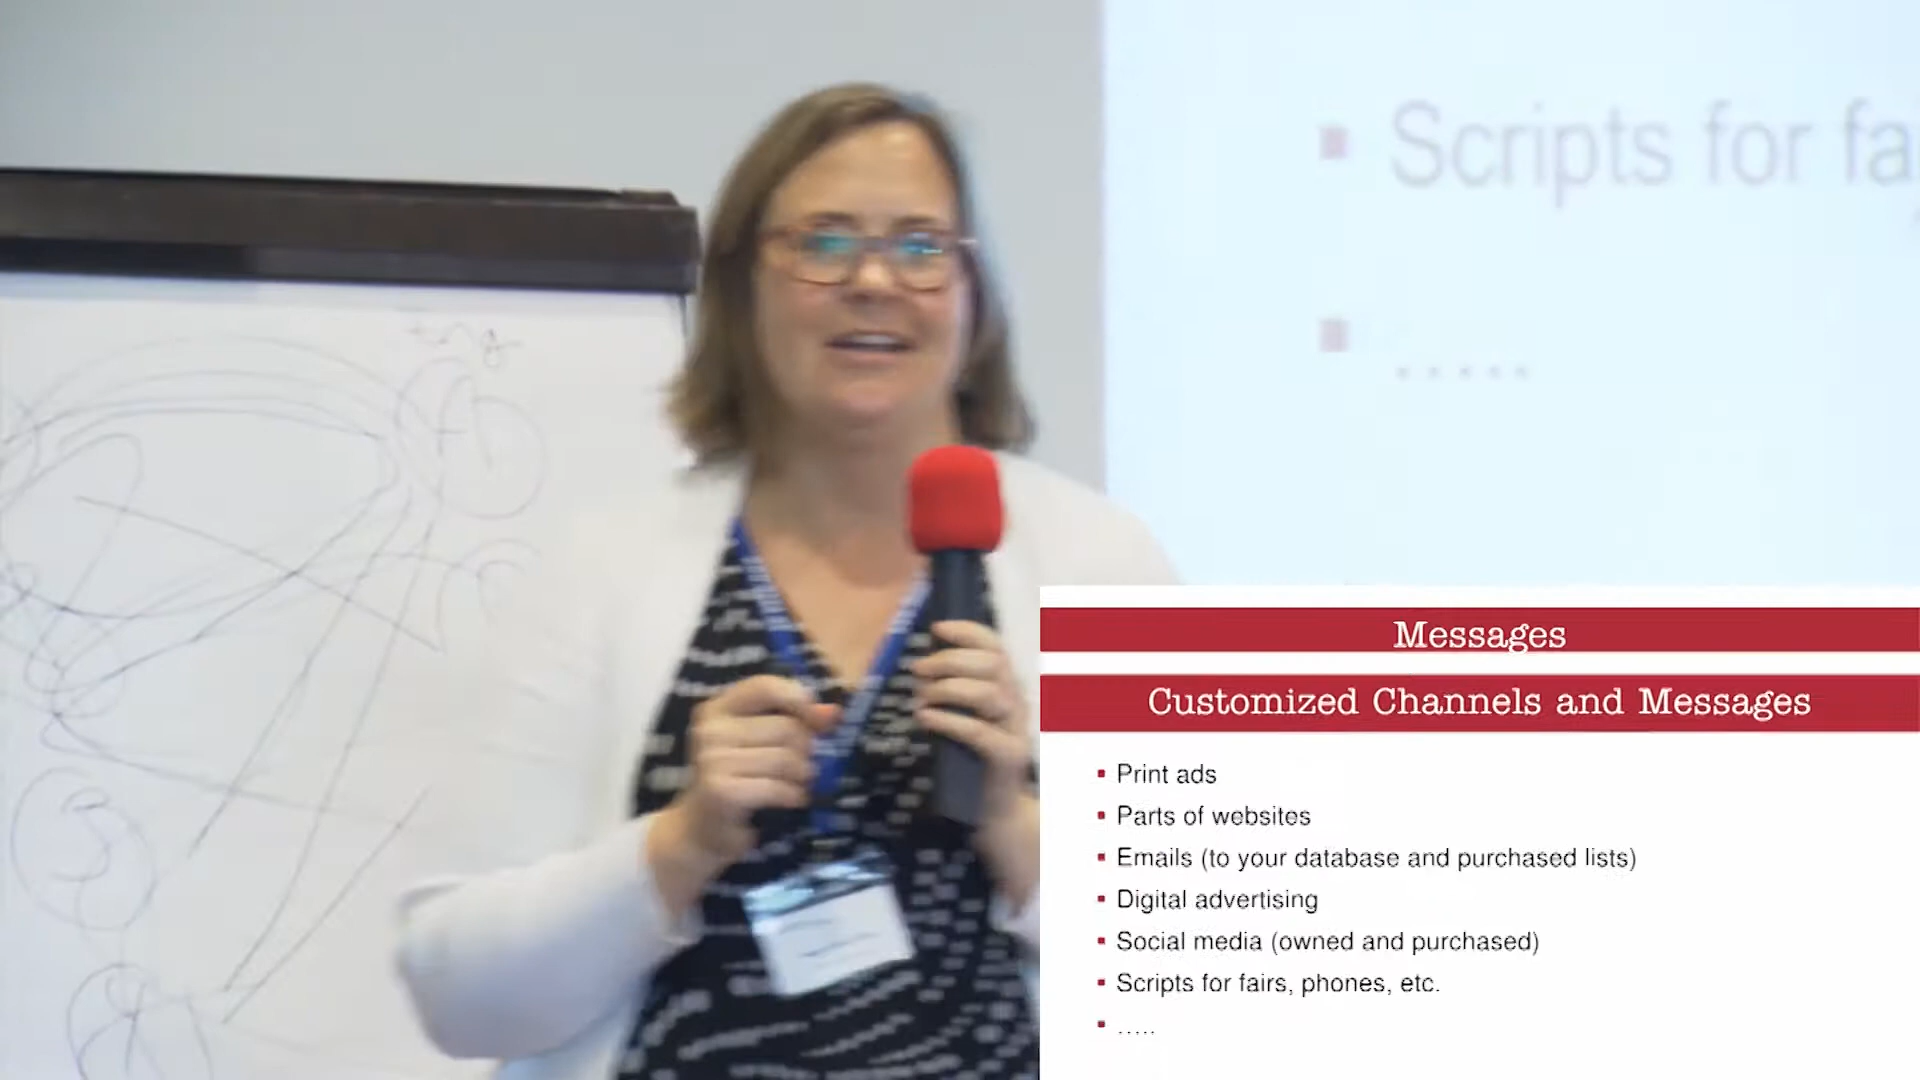 Scripts for fa
.....
Eng
Messages
Customized Channels and Messages
Print ads
Parts of websites
Emails (to your database and purchased lists)
Digital advertising
Social media (owned and purchased)
Scripts for fairs, phones, etc.
.....